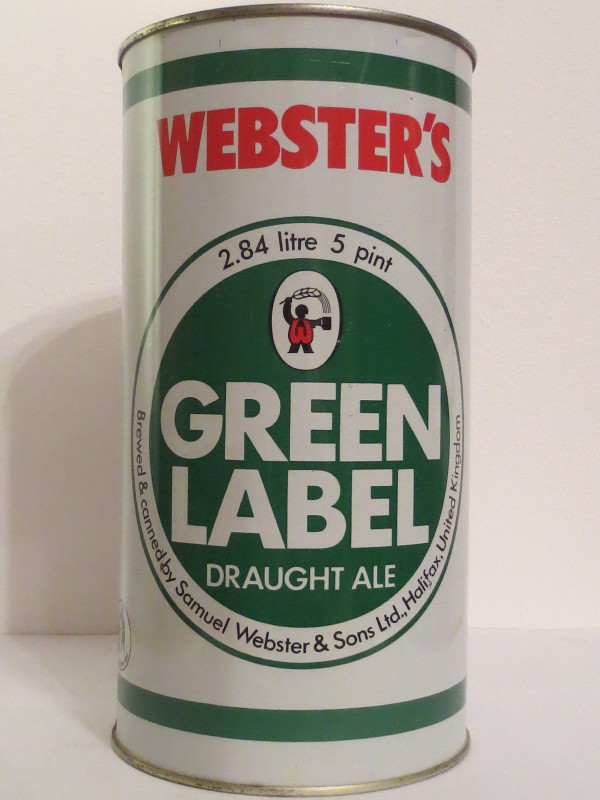 WEBSTER'S
2.84 litre 5 pint
W
GREEN
LABEL
DRAUGHT ALE
Brewed & canned by Samuel Webster & Sons Ltd., Halifax, United Kingdom